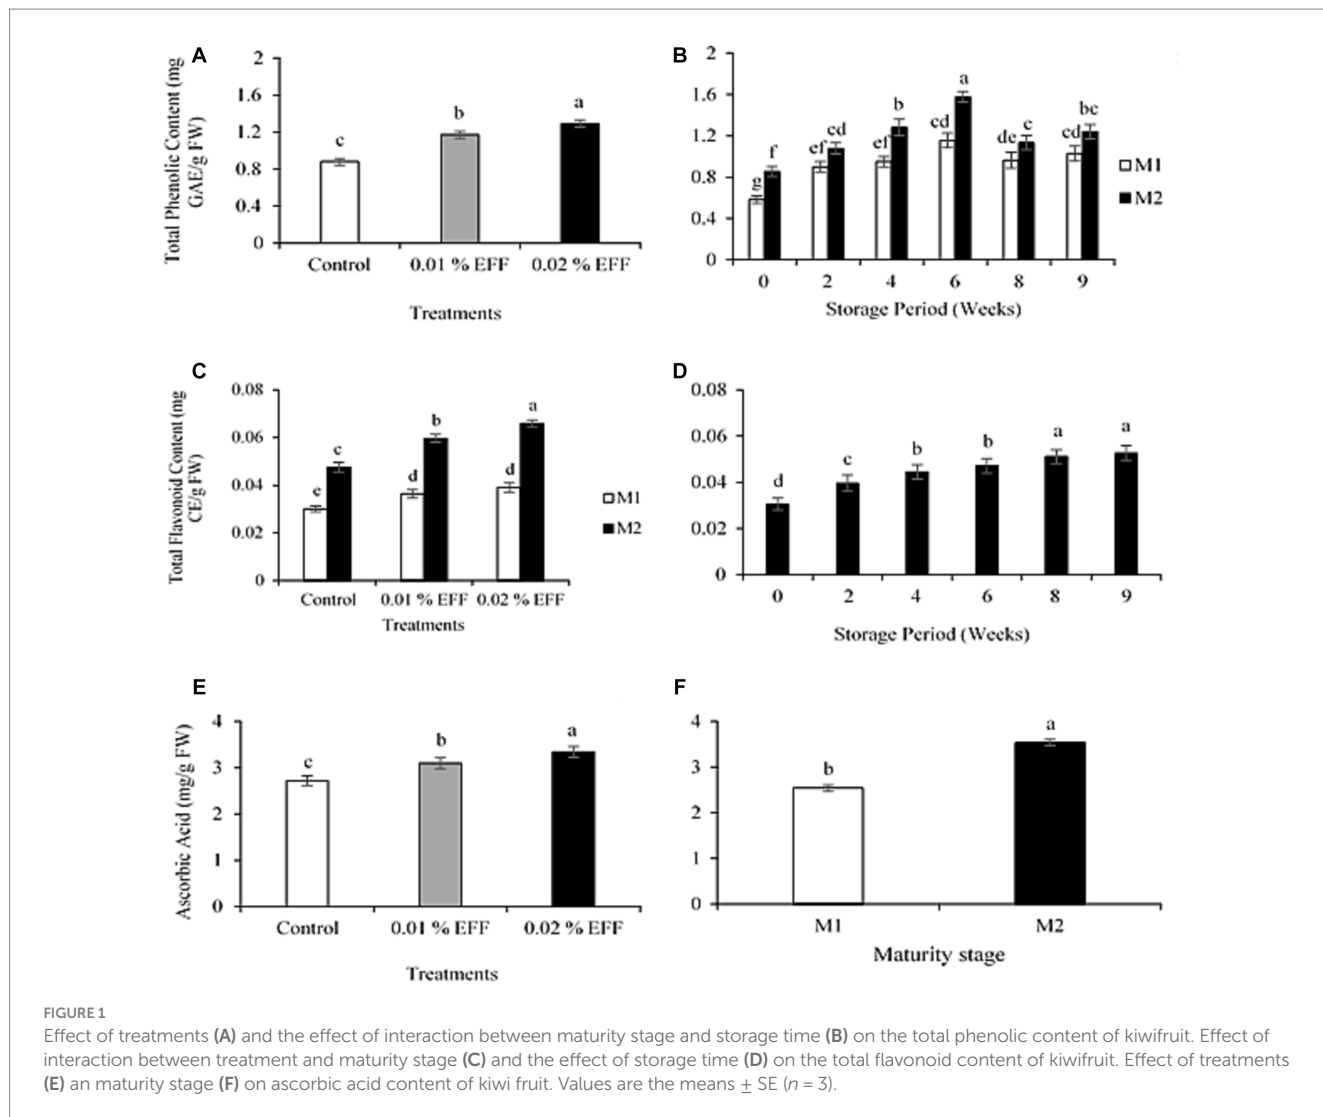 A
Total Phenolic Content (mg
GAE/g FW)
2
1.6
1.2
0.8
0.4
0
c
b
a
Control
0.01 % EFF
0.02 % EFF
Treatments
B
2
1.6
1.2
0.8
0.4
0
g
f
ef
cd
ef
b
cd
a
de
c
cd
bc
0
2
4
6
8
9
Storage Period (Weeks)
M1
M2
C
Total Flavonoid Content (mg
CE/g FW)
0.08
0.06
0.04
0.02
0
e
c
d
b
d
a
Control
0.01 % EFF
0.02 % EFF
Treatments
M1
M2
D
0.08
0.06
0.04
0.02
0
d
c
b
b
a
a
0
2
4
6
8
9
Storage Period (Weeks)
E
Ascorbic Acid (mg/g FW)
4
3
2
1
0
c
b
a
Control
0.01 % EFF
0.02 % EFF
Treatments
F
4
3
2
1
0
b
a
M1
M2
Maturity stage
FIGURE 1
Effect of treatments (A) and the effect of interaction between maturity stage and storage time (B) on the total phenolic content of kiwifruit. Effect of
interaction between treatment and maturity stage (C) and the effect of storage time (D) on the total flavonoid content of kiwifruit. Effect of treatments
(E) an maturity stage (F) on ascorbic acid content of kiwi fruit. Values are the means ± SE (n = 3).